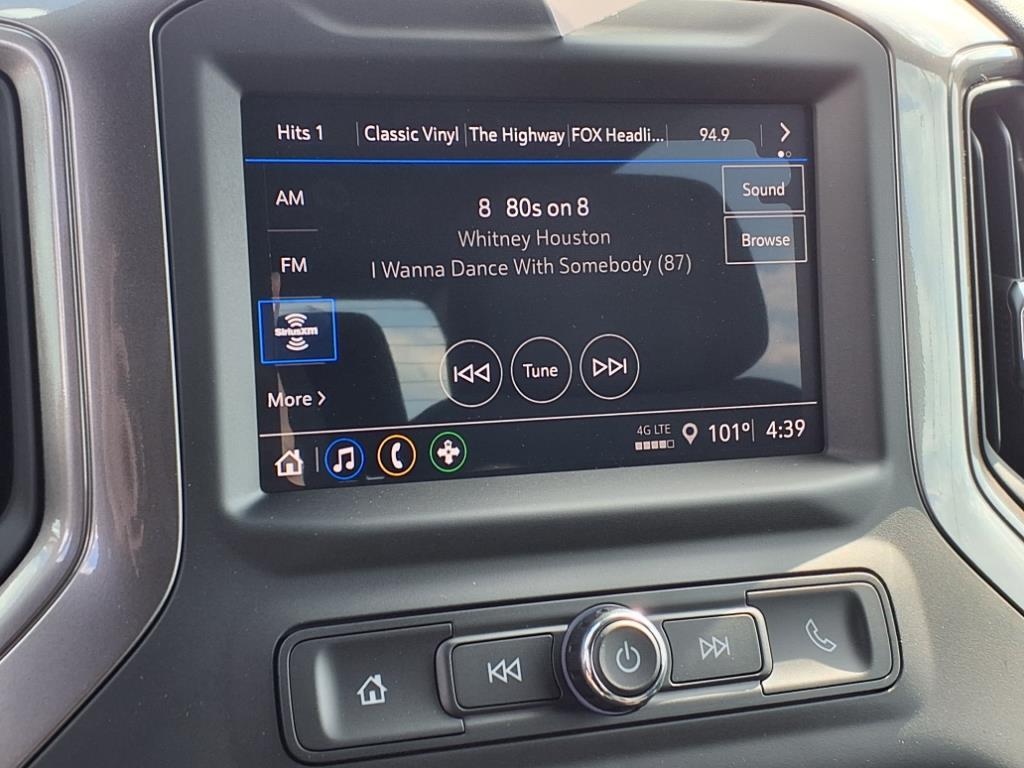 Hits 1 Classic Vinyl The Highway FOX Headli... 94.9
AM
8 80s on 8
Sound
Whitney Houston
Browse
FM
I Wanna Dance With Somebody (87)
SiriusXM
Tune
More
4G LTE
101° 4:39